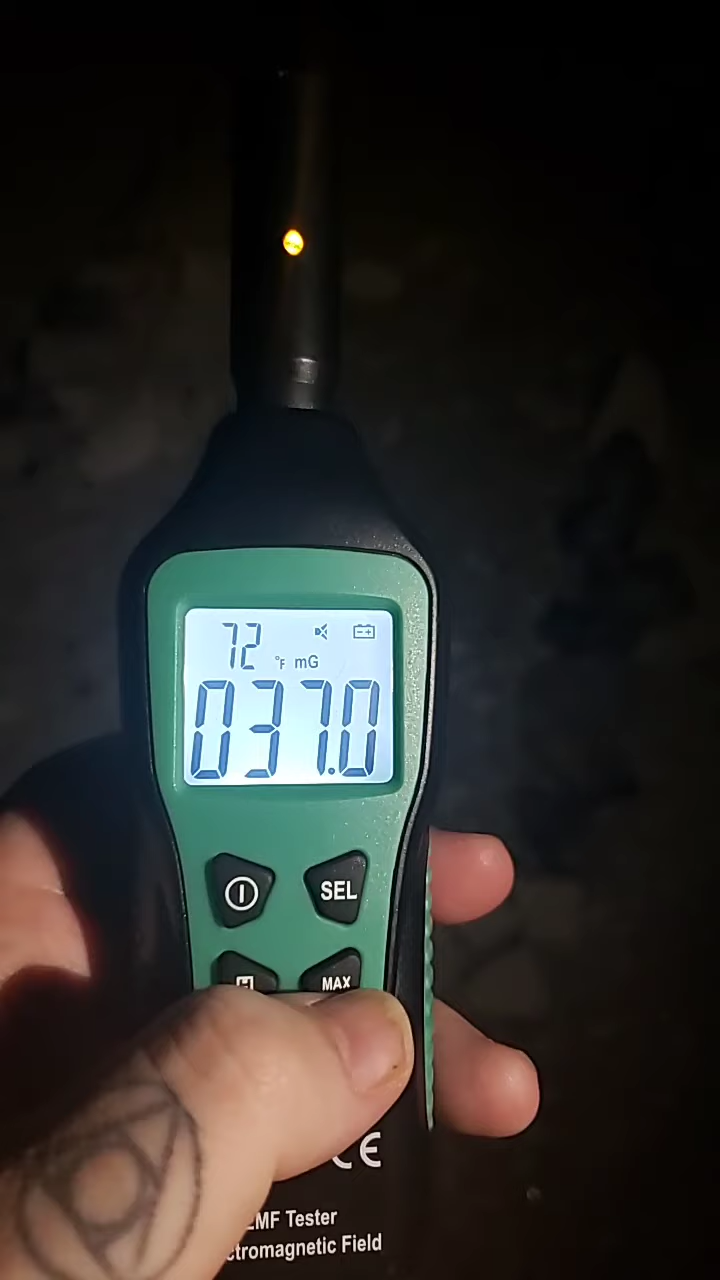 72 °F mG
037.0
SEL
H MAX
CE
EMF Tester
ctromagnetic Field